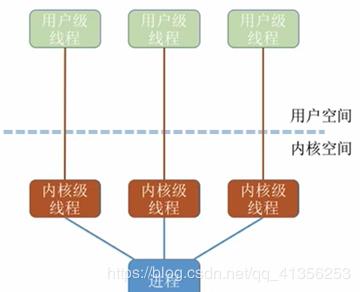 用户级 用户级 用户级
线程 线程 线程
用户空间
内核空间
内核级 内核级 内核级
线程 线程 线程
https://blog.csdn.net/qq_41356253
进程